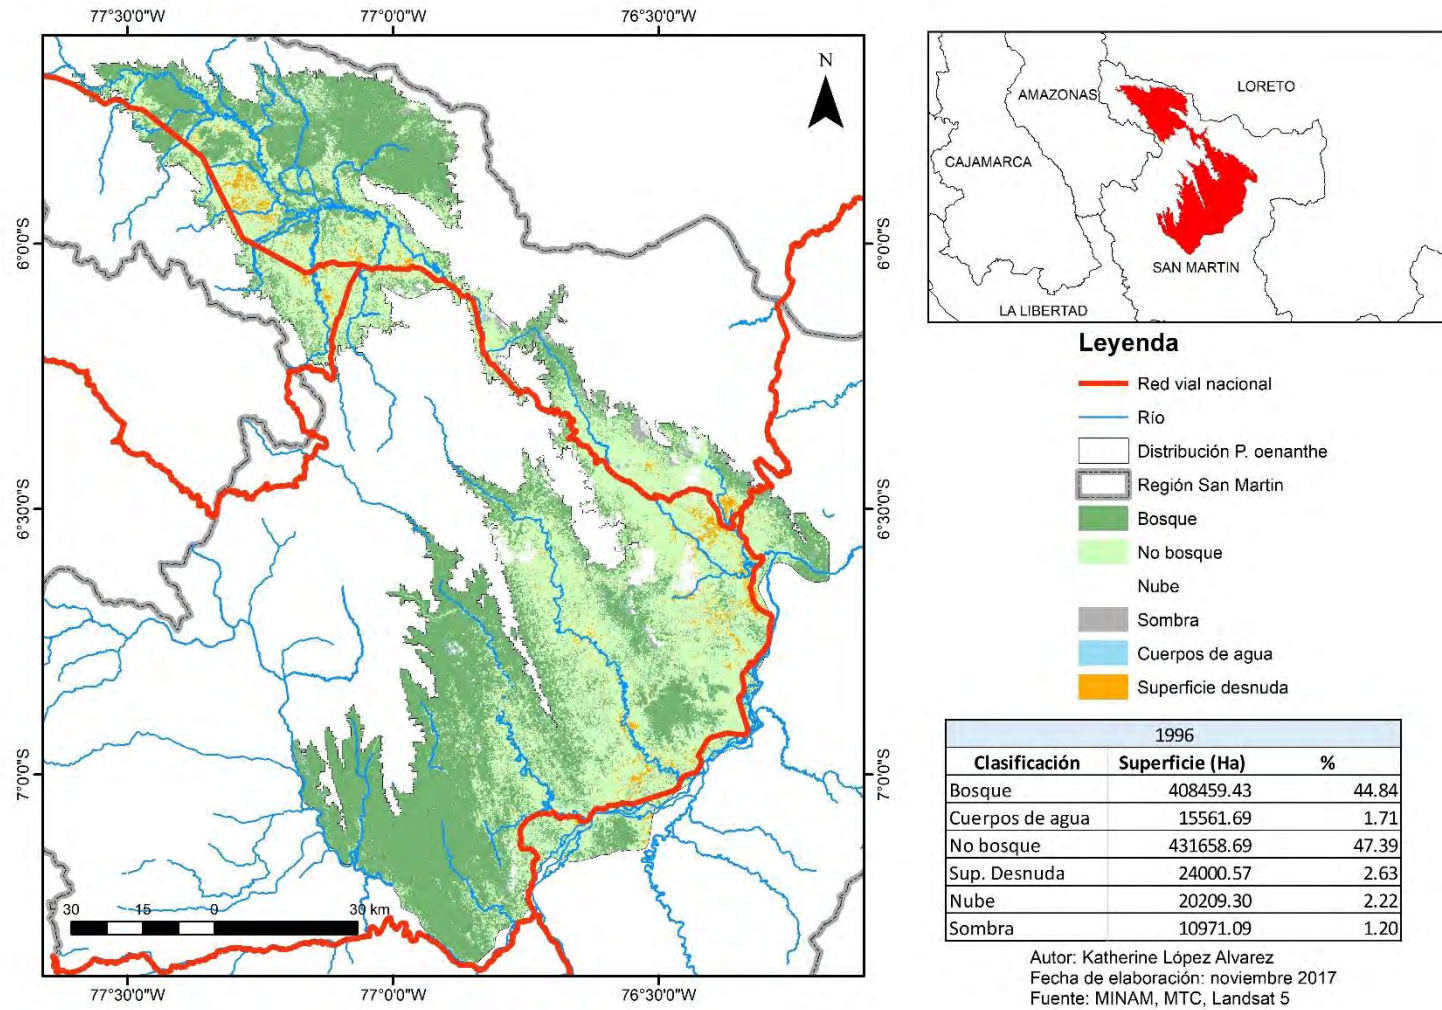 77°30'0"W 77°0'0"W 76°30'0"W
N
6°0'0"S 6°0'0"S
6°30'0"S 6°30'0"S
7°0'0"S 7°0'0"S
30 15 0 30 km
77°30'0"W 77°0'0"W 76°30'0"W
AMAZONAS
LORETO
CAJAMARCA
SAN MARTIN
LA LIBERTAD
Leyenda
Red vial nacional
Río
Distribución P. oenanthe
Región San Martin
Bosque
No bosque
Nube
Sombra
Cuerpos de agua
Superficie desnuda
1996
Clasificación Superficie (Ha) %
Bosque 408459.43 44.84
Cuerpos de agua 15561.69 1.71
No bosque 431658.69 47.39
Sup. Desnuda 24000.57 2.63
Nube 20209.30 2.22
Sombra 10971.09 1.20
Autor: Katherine López Alvarez
Fecha de elaboración: noviembre 2017
Fuente: MINAM, MTC, Landsat 5